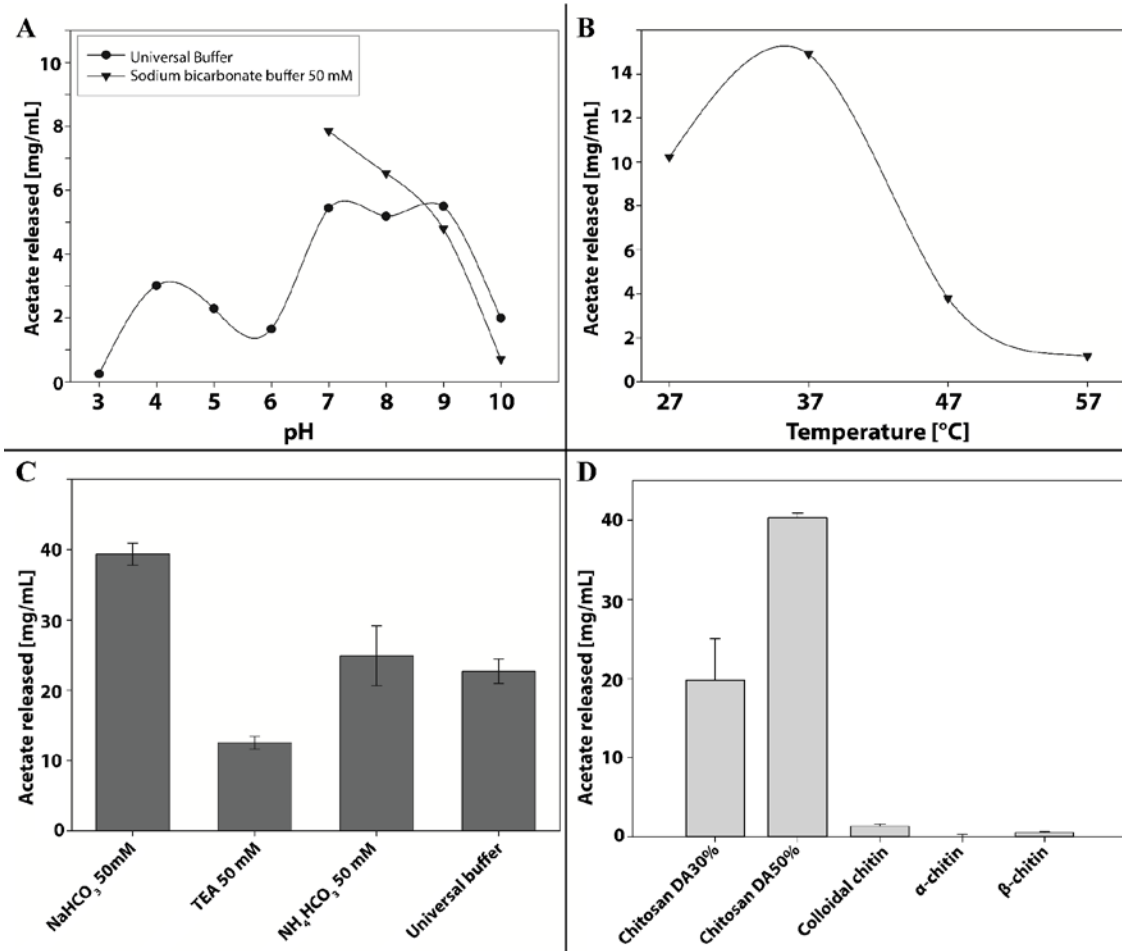 A
Universal Buffer
Sodium bicarbonate buffer 50 mM
Acetate released [mg/mL]
10
8
6
4
2
0
3 4 5 6 7 8 9 10
pH
B
Acetate released [mg/mL]
14
12
10
8
6
4
2
0
27 37 47 57
Temperature [°C]
C
Acetate released [mg/mL]
40
30
20
10
0
NaHCO₃ 50mM
TEA 50 mM
NH₄HCO₃ 50 mM
Universal buffer
D
Acetate released [mg/mL]
40
30
20
10
0
Chitosan DA30%
Chitosan DA50%
Colloidal chitin
α-chitin
β-chitin